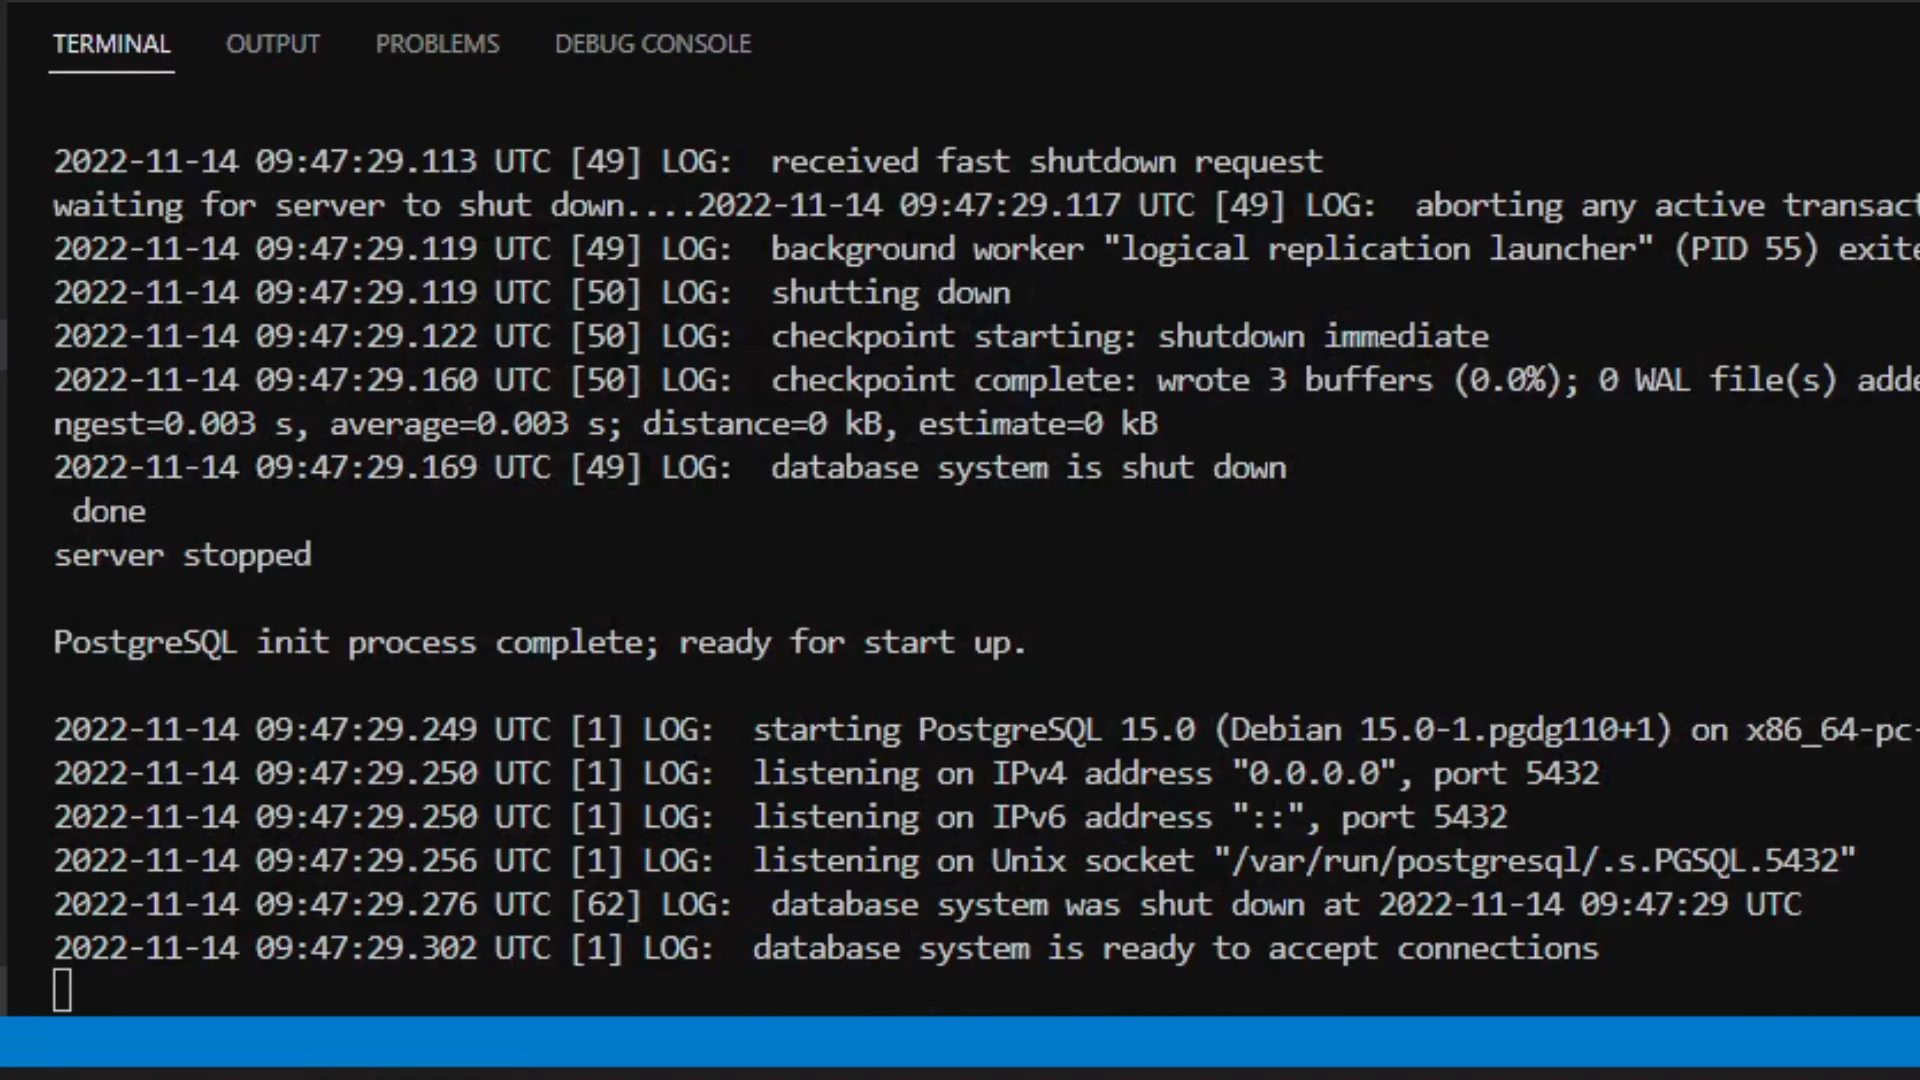 TERMINAL OUTPUT PROBLEMS DEBUG CONSOLE
2022-11-14 09:47:29.113 UTC [49] LOG:  received fast shutdown request
waiting for server to shut down....2022-11-14 09:47:29.117 UTC [49] LOG:  aborting any active transact
2022-11-14 09:47:29.119 UTC [49] LOG:  background worker "logical replication launcher" (PID 55) exite
2022-11-14 09:47:29.119 UTC [50] LOG:  shutting down
2022-11-14 09:47:29.122 UTC [50] LOG:  checkpoint starting: shutdown immediate
2022-11-14 09:47:29.160 UTC [50] LOG:  checkpoint complete: wrote 3 buffers (0.0%); 0 WAL file(s) adde
ngest=0.003 s, average=0.003 s; distance=0 kB, estimate=0 kB
2022-11-14 09:47:29.169 UTC [49] LOG:  database system is shut down
 done
server stopped
PostgreSQL init process complete; ready for start up.
2022-11-14 09:47:29.249 UTC [1] LOG:  starting PostgreSQL 15.0 (Debian 15.0-1.pgdg110+1) on x86_64-pc-
2022-11-14 09:47:29.250 UTC [1] LOG:  listening on IPv4 address "0.0.0.0", port 5432
2022-11-14 09:47:29.250 UTC [1] LOG:  listening on IPv6 address "::", port 5432
2022-11-14 09:47:29.256 UTC [1] LOG:  listening on Unix socket "/var/run/postgresql/.s.PGSQL.5432"
2022-11-14 09:47:29.276 UTC [62] LOG:  database system was shut down at 2022-11-14 09:47:29 UTC
2022-11-14 09:47:29.302 UTC [1] LOG:  database system is ready to accept connections